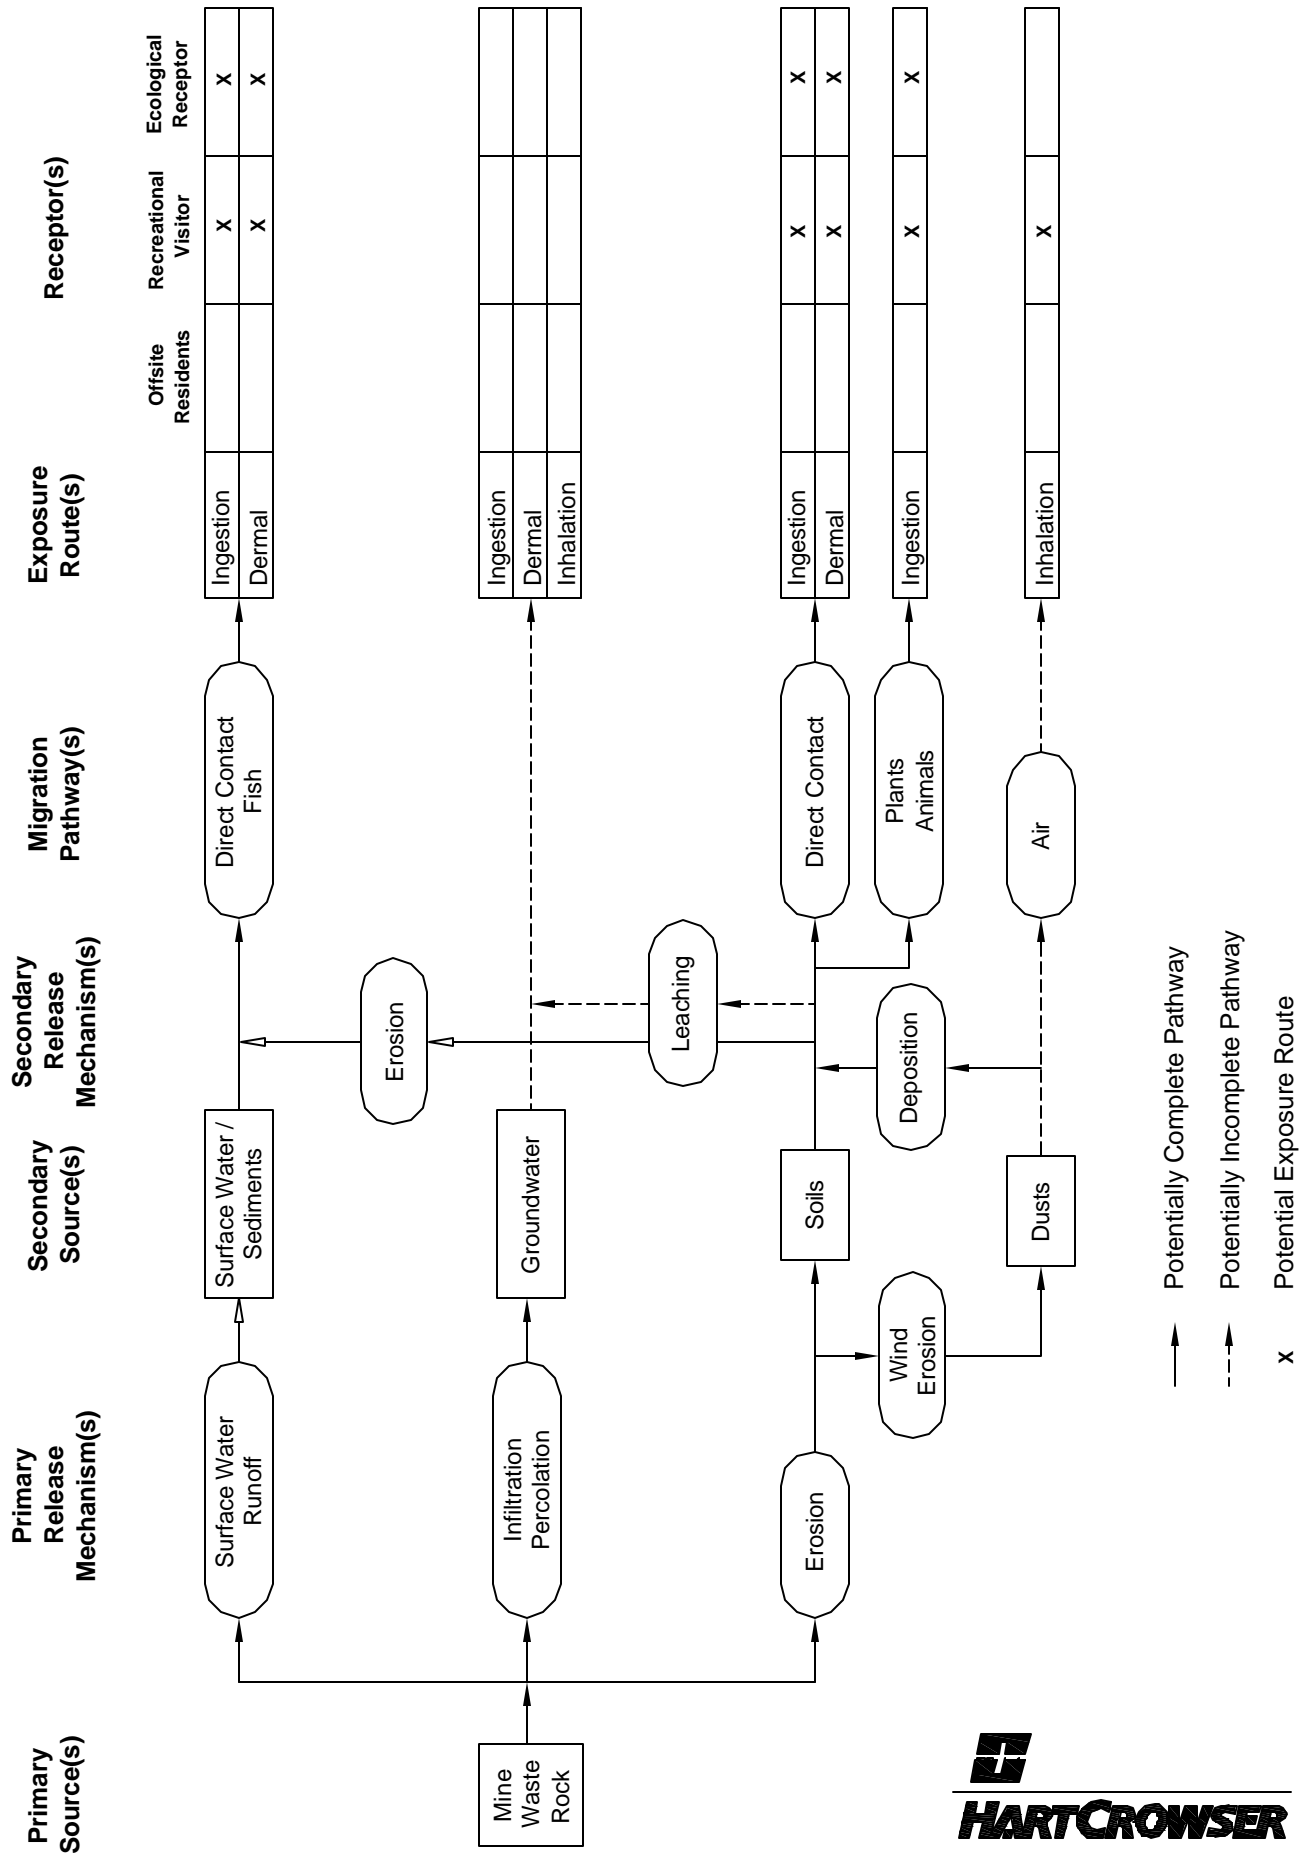 Primary
Source(s)
Primary
Release
Mechanism(s)
Secondary
Source(s)
Secondary
Release
Mechanism(s)
Migration
Pathway(s)
Exposure
Route(s)
Receptor(s)
Offsite
Residents
Recreational
Visitor
Ecological
Receptor
Surface Water
Runoff
Surface Water /
Sediments
Direct Contact
Fish
Ingestion
X
X
Dermal
X
X
Erosion
Mine
Waste
Rock
Infiltration
Percolation
Groundwater
Ingestion
Dermal
Inhalation
Leaching
Erosion
Soils
Direct Contact
Ingestion
X
X
Dermal
X
X
Wind
Erosion
Deposition
Plants
Animals
Ingestion
X
X
Dusts
Air
Inhalation
X
Potentially Complete Pathway
Potentially Incomplete Pathway
X Potential Exposure Route
HARTCROWSER